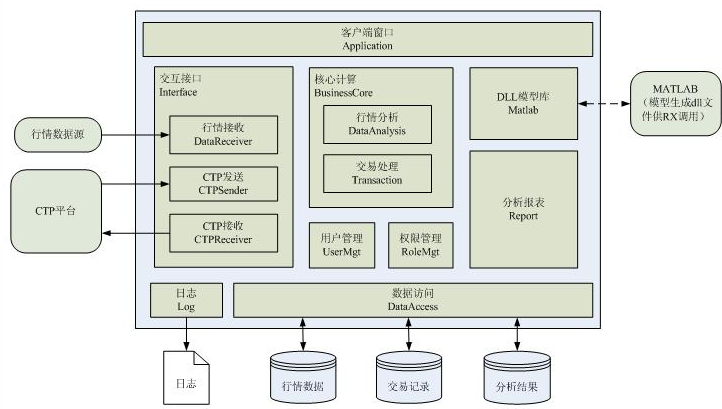 客户端窗口
Application
交互接口
Interface
行情接收
DataReceiver
CTP发送
CTPSender
CTP接收
CTPReceiver
核心计算
BusinessCore
行情分析
DataAnalysis
交易处理
Transaction
DLL模型库
Matlab
MATLAB
（模型生成dll文
件供RX调用）
行情数据源
CTP平台
分析报表
Report
用户管理
UserMgt
权限管理
RoleMgt
日志
Log
数据访问
DataAccess
日志
行情数据
交易记录
分析结果